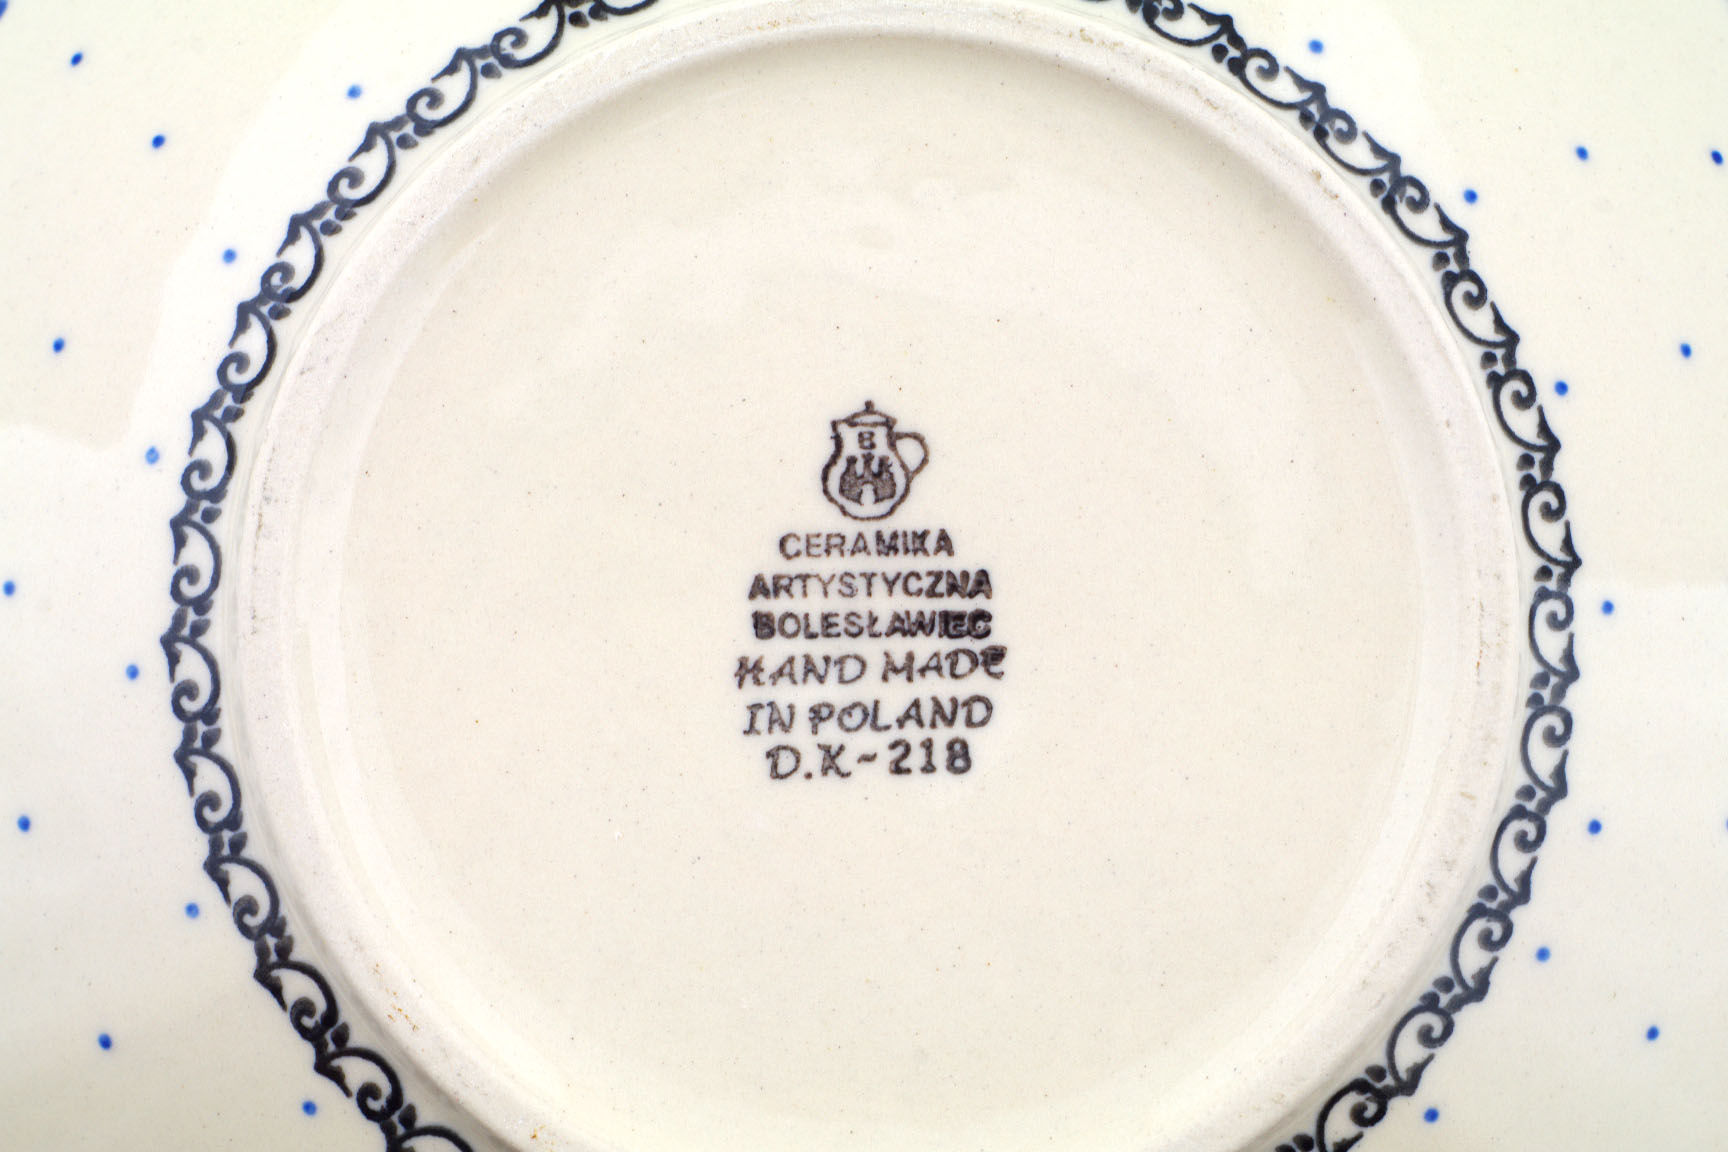 B
CERAMIKA
ARTYSTYCZNA
BOLESŁAWIEC
HAND MADE
IN POLAND
D.K-218